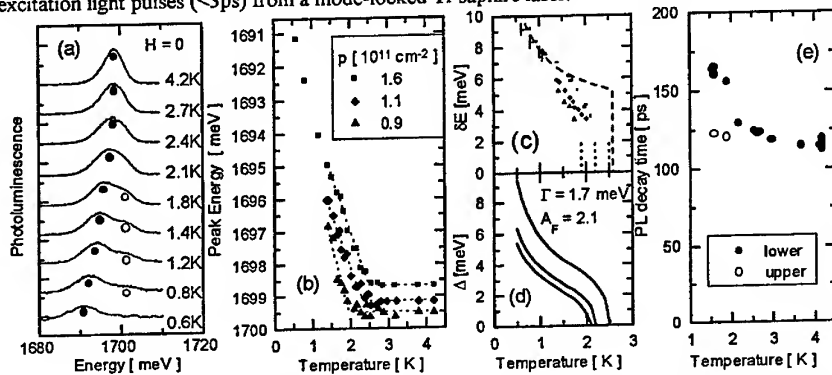 excitation light pulses (<3ps) from a mode-locked Ti-sapphire laser.
(a)
H = 0
4.2K
2.7K
2.4K
2.1K
1.8K
1.4K
1.2K
0.8K
0.6K
Photoluminescence
1680 1700 1720
Energy [ meV]
1691
1692
1693
1694
1695
1696
1697
1698
1699
1700
Peak Energy [ meV]
p [10¹¹ cm-2]
1.6
1.1
0.9
(b)
0 1 2 3 4
Temperature [ K ]
10
8
6
4
2
0
δE [meV]
(c)
8
6
4
2
0
Δ [meV]
Γ = 1.7 meV
A_F = 2.1
(d)
0 1 2 3
Temperature [ K ]
200
150
100
50
0
PL decay time [ ps ]
(e)
lower
upper
1 2 3 4
Temperature [ K ]